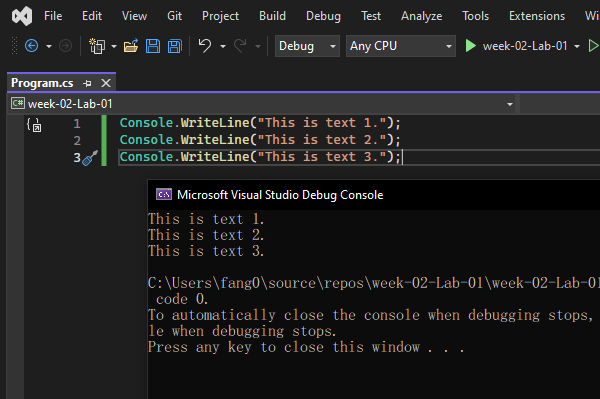 File Edit View Git Project Build Debug Test Analyze Tools Extensions
Debug Any CPU week-02-Lab-01
Program.cs
C# week-02-Lab-01
1 Console.WriteLine("This is text 1.");
2 Console.WriteLine("This is text 2.");
3 Console.WriteLine("This is text 3.");
C:\ Microsoft Visual Studio Debug Console
This is text 1.
This is text 2.
This is text 3.
C:\Users\fang0\source\repos\week-02-Lab-01\week-02-Lab-01
code 0.
To automatically close the console when debugging stops,
le when debugging stops.
Press any key to close this window . . .